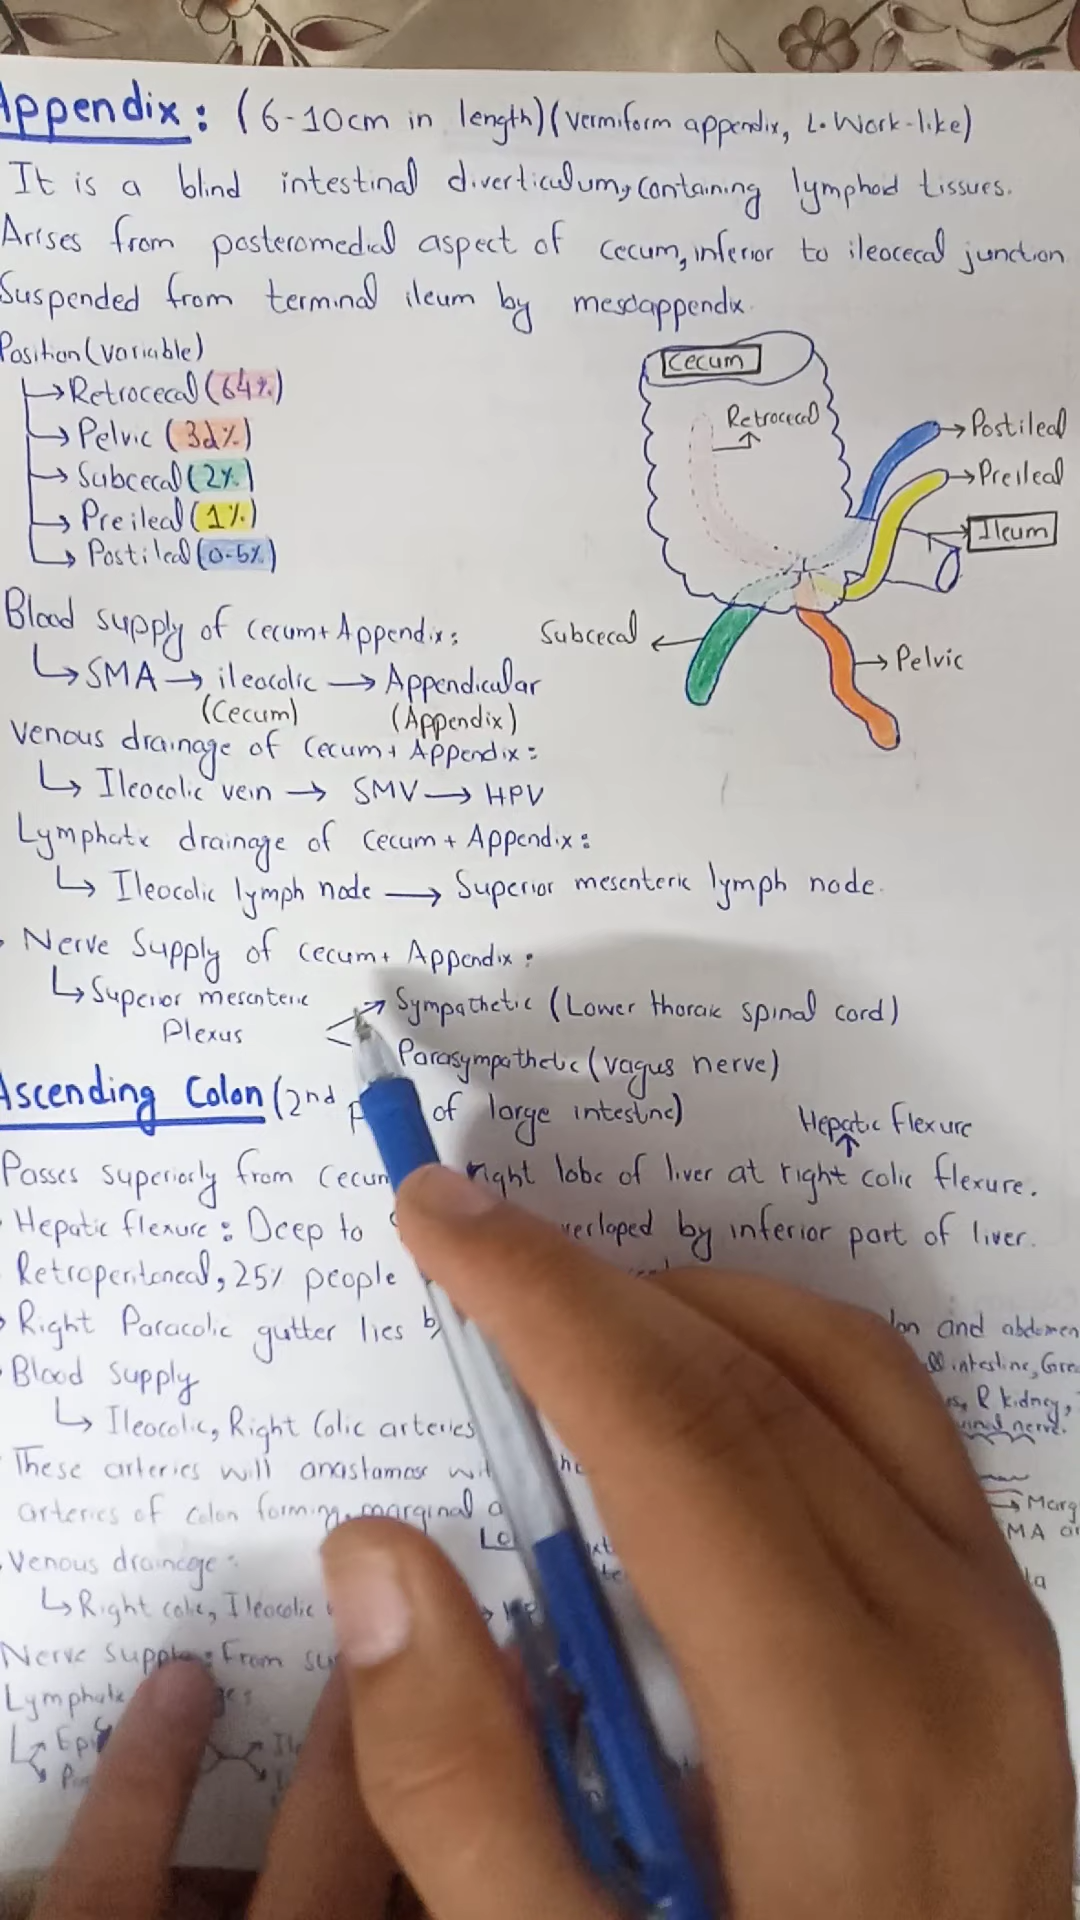 Appendix: (6-10cm in length)(vermiform appendix, L. Work-like)
It is a blind intestinal diverticulum, containing lymphoid tissues.
Arises from posteromedial aspect of cecum, inferior to ileocecal junction
Suspended from terminal ileum by mesoappendix.
Position (variable)
→ Retrocecal (64%)
→ Pelvic (32%)
→ Subcecal (2%)
→ Preileal (1%)
→ Postileal (0.5%)
Cecum
Retrocecal
→ Postileal
→ Preileal
→ Ileum
Subcecal ←
→ Pelvic
Blood supply of cecum + Appendix:
↳ SMA → ileocolic → Appendicular
(Cecum) (Appendix)
Venous drainage of Cecum + Appendix:
↳ Ileocolic vein → SMV → HPV
Lymphatic drainage of Cecum + Appendix:
↳ Ileocolic lymph node → Superior mesenteric lymph node.
Nerve Supply of Cecum + Appendix:
↳ Superior mesenteric Plexus
→ Sympathetic (Lower thoracic spinal cord)
Parasympathetic (vagus nerve)
Ascending Colon (2nd of large intestine)
Hepatic flexure
Passes superiorly from right lobe of liver at right colic flexure.
Hepatic flexure: Deep to by inferior part of liver.
Retroperitoneal, 25% people
Right Paracolic gutter lies and abdomen
Blood supply intestine,
↳ Ileocolic, Right Colic arteries R kidney,
nerve.
These arteries will anastamose
arteries of colon forming marginal
Venous drainage:
↳ Right colic, Ileocolic
Nerve supply: From